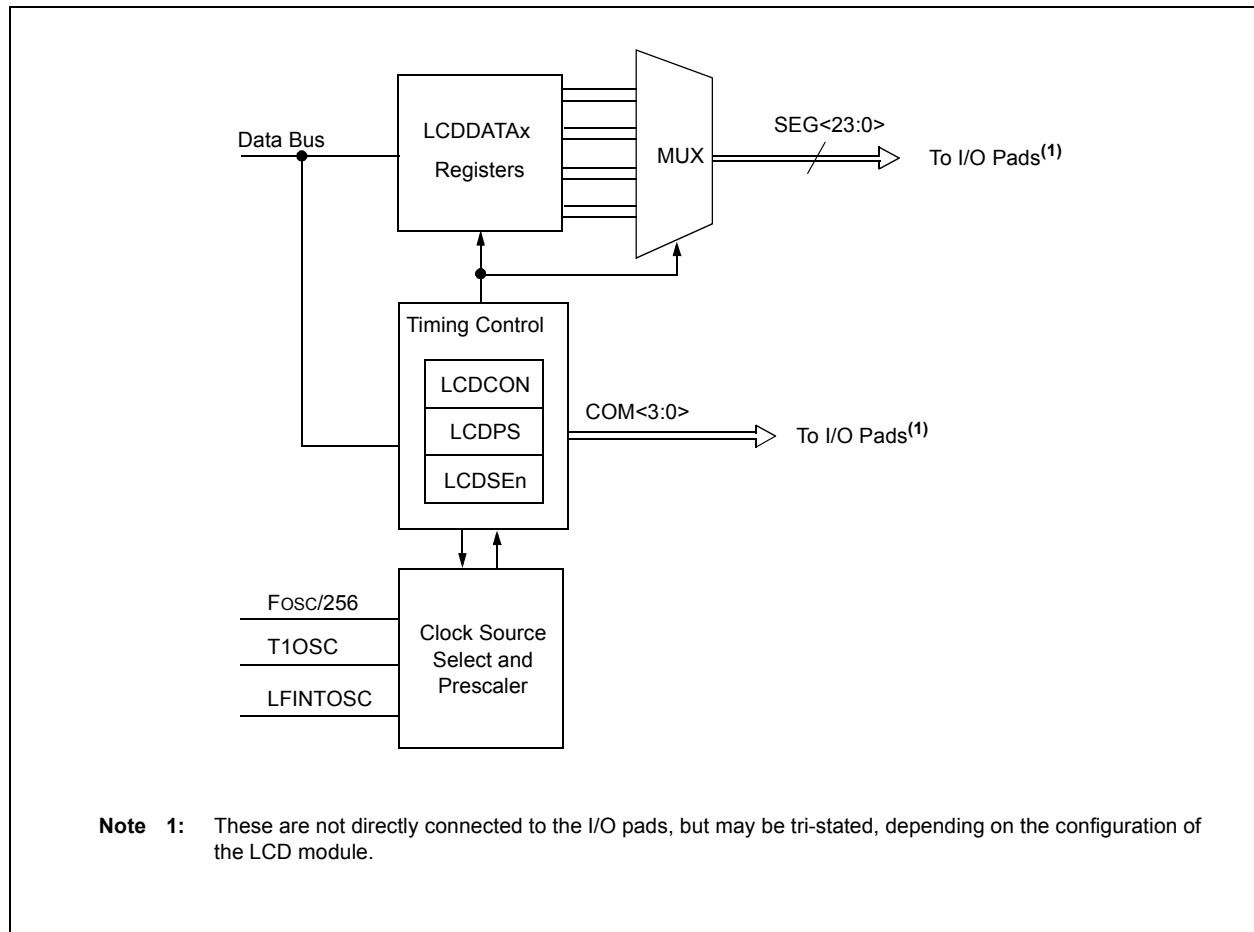 Data Bus
LCDDATAx
Registers
MUX
SEG<23:0>
To I/O Pads(1)
Timing Control
LCDCON
LCDPS
LCDSEn
COM<3:0>
To I/O Pads(1)
FOSC/256
T1OSC
LFINTOSC
Clock Source
Select and
Prescaler
Note 1: These are not directly connected to the I/O pads, but may be tri-stated, depending on the configuration of
the LCD module.